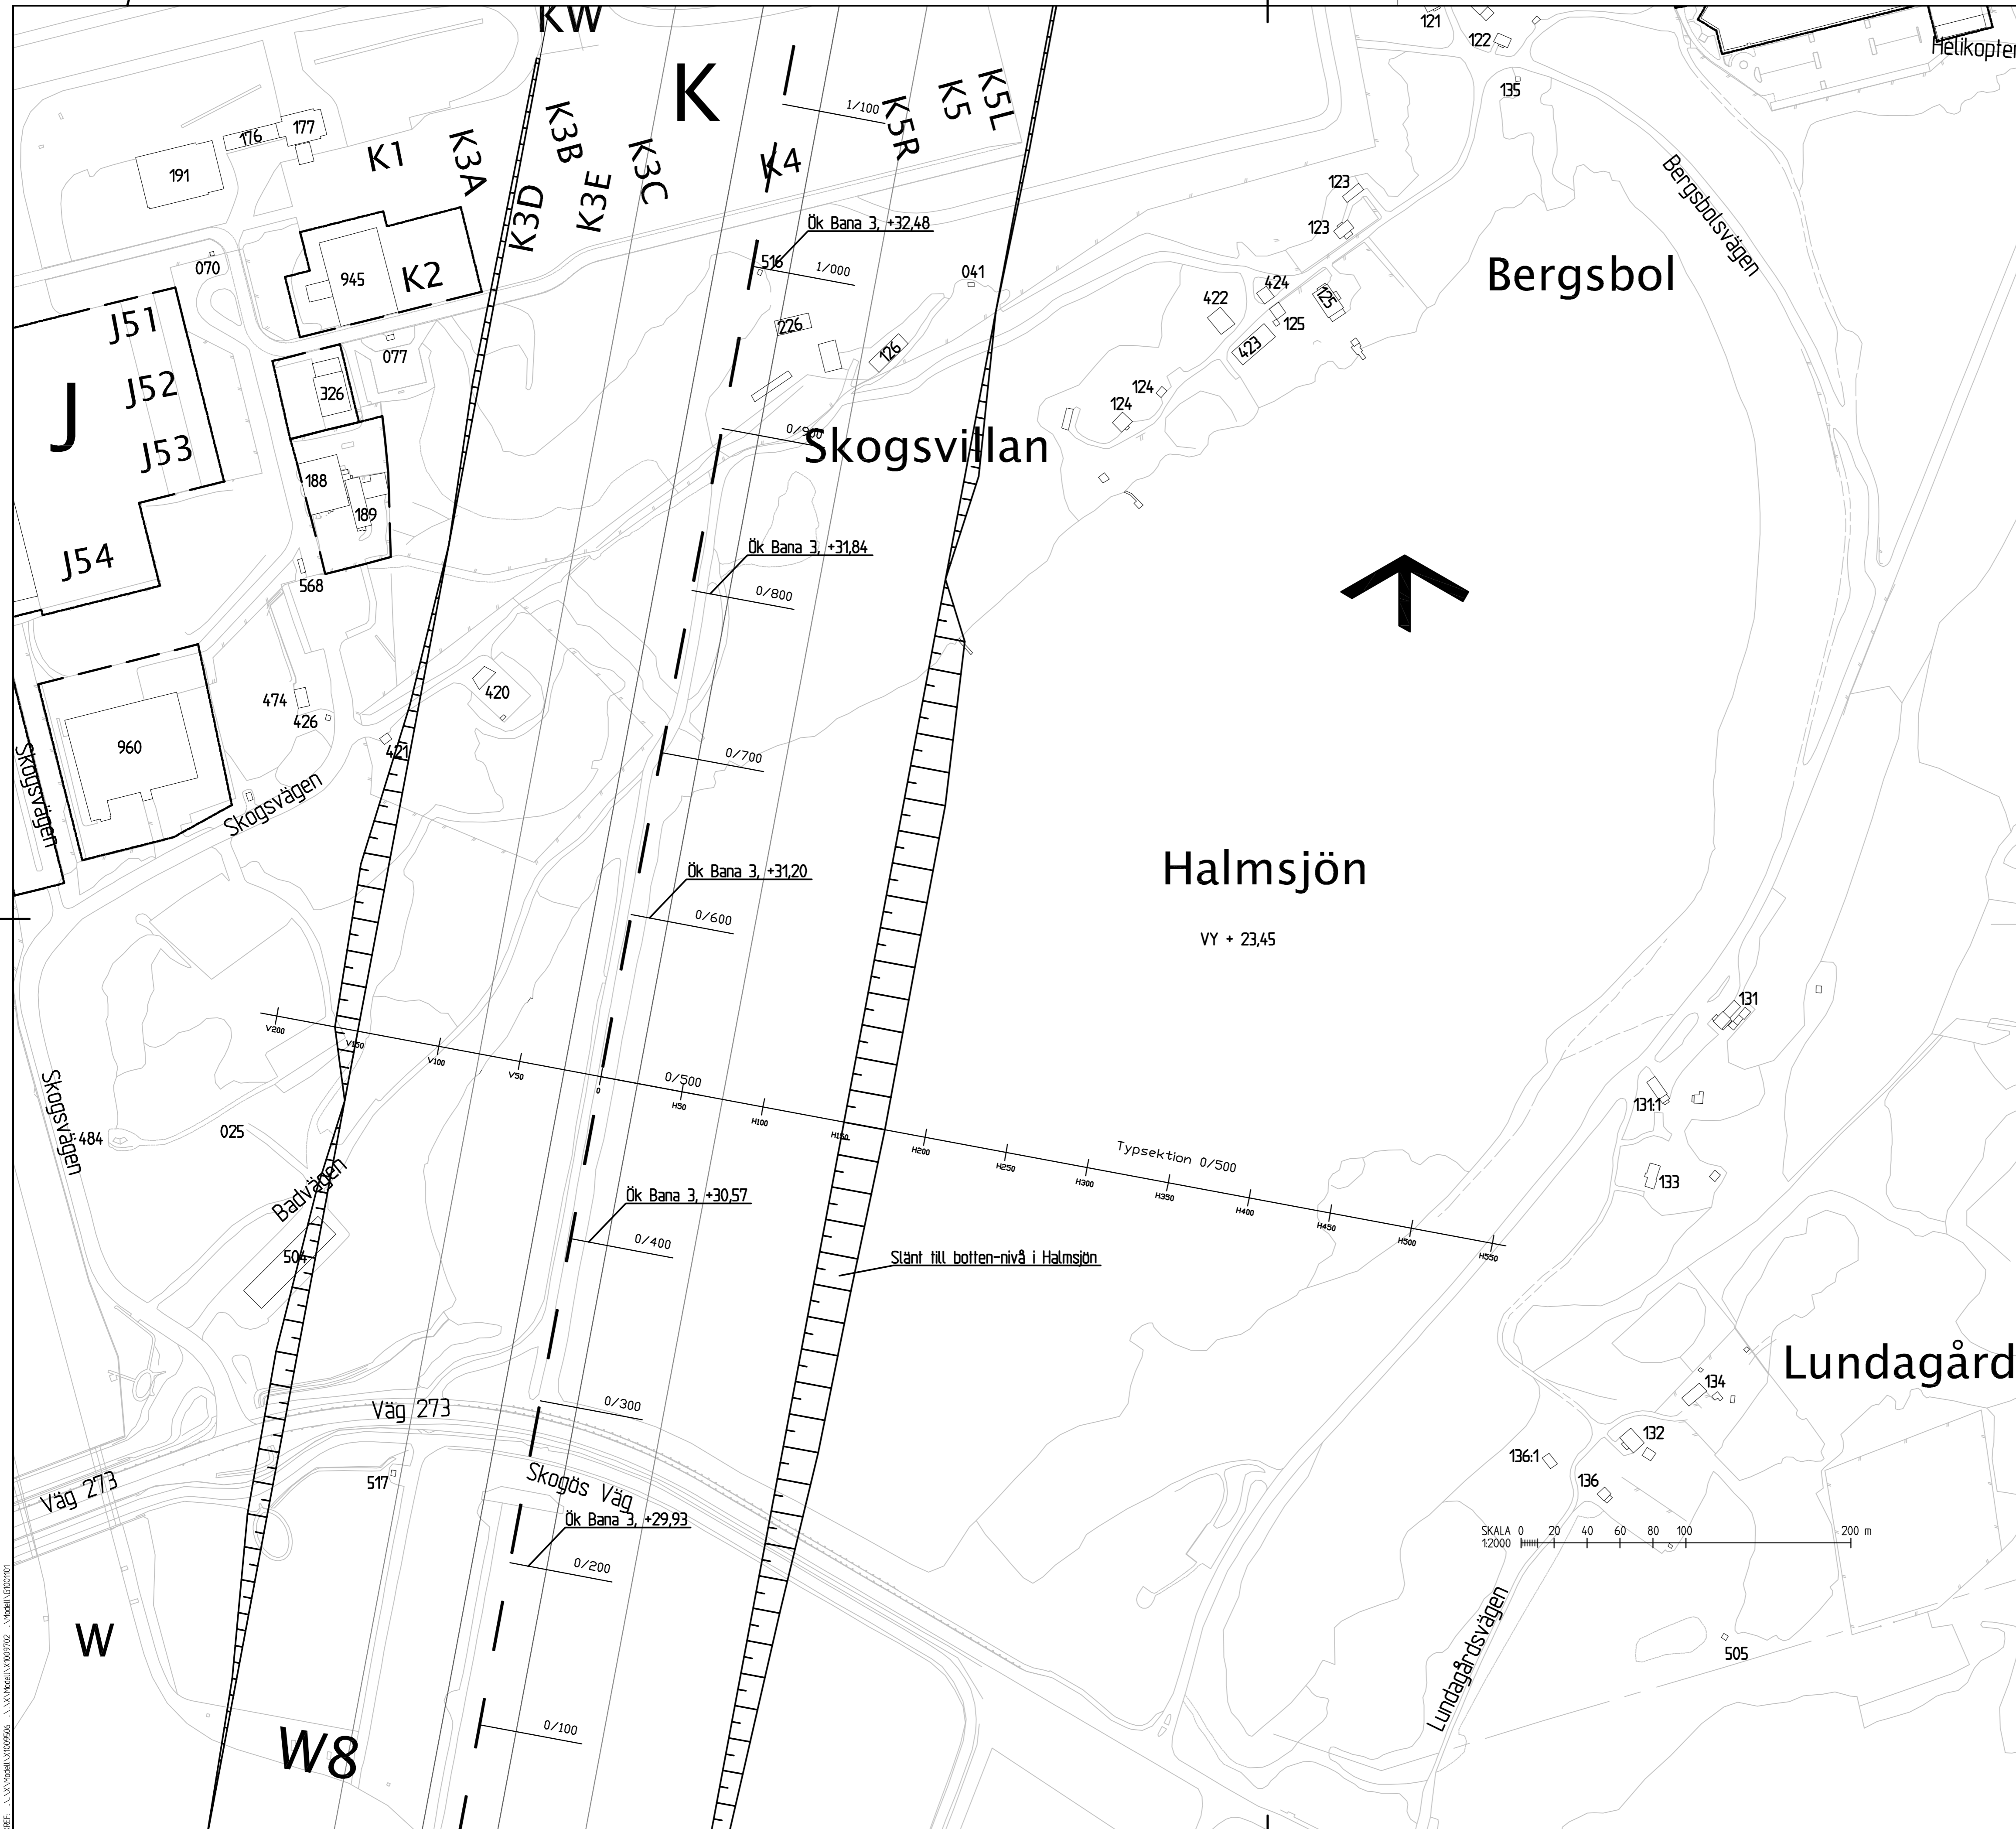 KW
K
121
122
Helikopter
135
1/100
K5R
K5
K5L
176
177
191
K1
K3A
K3B
K3D
K3E
K3C
K4
Bergsbolsvägen
123
123
Ök Bana 3, +32,48
516
1/000
041
070
945
K2
Bergsbol
422
424
125
125
423
J51
J52
J53
J54
J
077
226
126
326
124
124
0/900
Skogsvillan
188
189
Ök Bana 3, +31,84
0/800
568
420
474
426
421
960
0/700
Skogsvägen
Skogsvägen
Halmsjön
VY + 23,45
Ök Bana 3, +31,20
0/600
131
V200
V150
V100
V50
0
0/500
H50
H100
H150
H200
H250
H300
H350
H400
H450
H500
H550
Typsektion 0/500
131:1
133
Skogsvägen
484
025
Badvägen
504
Ök Bana 3, +30,57
0/400
Slänt till botten-nivå i Halmsjön
Lundagård
134
132
136:1
136
Väg 273
0/300
Väg 273
517
Skogös Väg
Ök Bana 3, +29,93
0/200
SKALA 0 20 40 60 80 100 200 m
1:2000
Lundagårdsvägen
505
W
W8
0/100
XREF: ..\..\X\Modell\X1009506 ..\..\X\Modell\X1009702 ..\Modell\G1001101